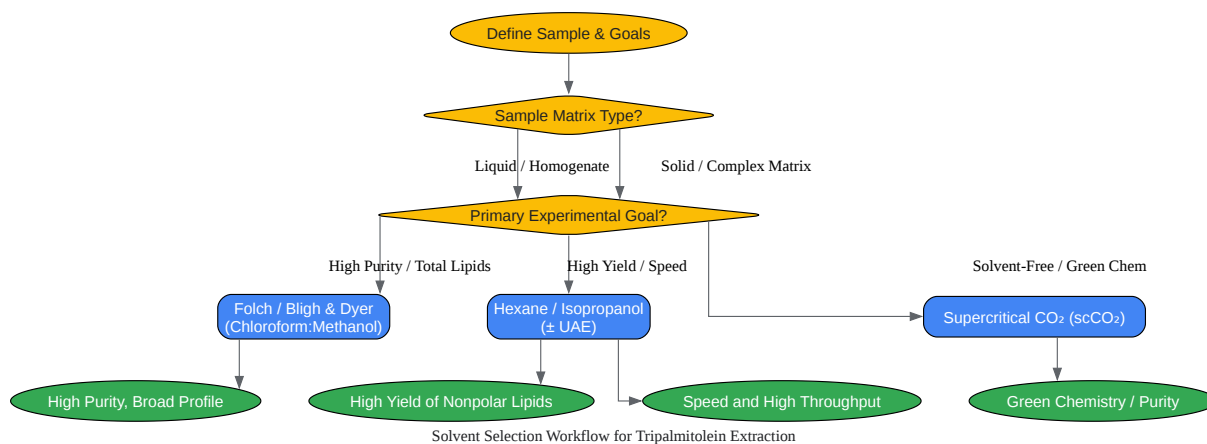 Define Sample & Goals
Sample Matrix Type?
Liquid / Homogenate
Solid / Complex Matrix
Primary Experimental Goal?
High Purity / Total Lipids
High Yield / Speed
Solvent-Free / Green Chem
Folch / Bligh & Dyer
(Chloroform:Methanol)
Hexane / Isopropanol
(± UAE)
Supercritical CO₂ (scCO₂)
High Purity, Broad Profile
High Yield of Nonpolar Lipids
Speed and High Throughput
Green Chemistry / Purity
Solvent Selection Workflow for Tripalmitolein Extraction